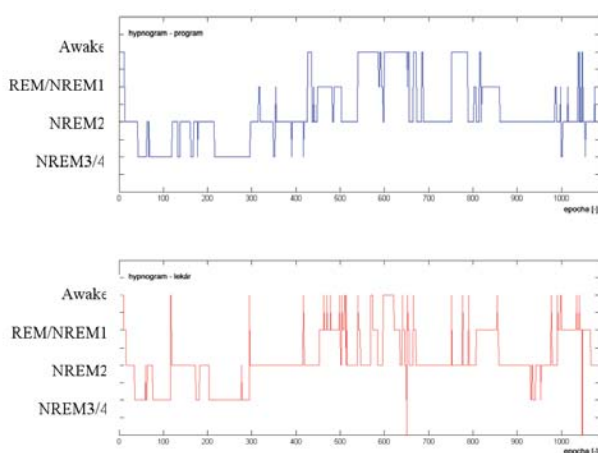 hypnogram - program
Awake
REM/NREM1
NREM2
NREM3/4
0 100 200 300 400 500 600 700 800 900 1000
epocha [-]
hypnogram - lekár
Awake
REM/NREM1
NREM2
NREM3/4
0 100 200 300 400 500 600 700 800 900 1000
epocha [-]